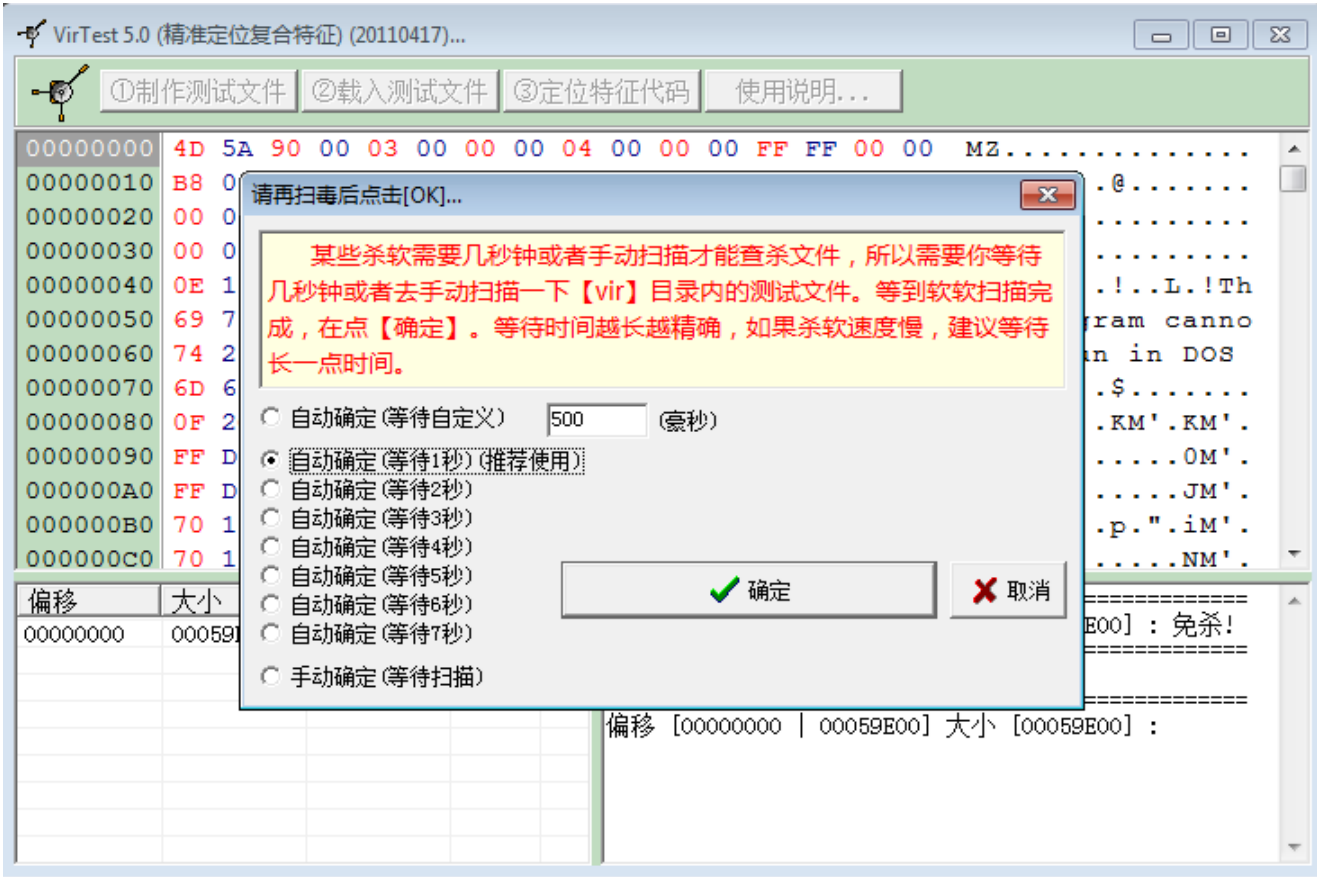 VirTest 5.0 (精准定位复合特征) (20110417)...
①制作测试文件 ②载入测试文件 ③定位特征代码 使用说明...
00000000 4D 5A 90 00 03 00 00 00 04 00 00 00 FF FF 00 00 MZ..............
00000010 B8 0 .@.......
请再扫毒后点击[OK]...
00000020 00 0 .........
00000030 00 0 .........
00000040 0E 1 .!..L.!Th
00000050 69 7 gram canno
00000060 74 2 un in DOS
00000070 6D 6 .$.......
00000080 0F 2 .KM'.KM'.
00000090 FF D .....OM'.
000000A0 FF D .....JM'.
000000B0 70 1 .p.".iM'.
000000C0 70 1 .....NM'.
某些杀软需要几秒钟或者手动扫描才能查杀文件，所以需要你等待
几秒钟或者去手动扫描一下【vir】目录内的测试文件。等到软软扫描完
成，在点【确定】。等待时间越长越精确，如果杀软速度慢，建议等待
长一点时间。
自动确定(等待自定义) 500 (豪秒)
自动确定(等待1秒)(推荐使用)
自动确定(等待2秒)
自动确定(等待3秒)
自动确定(等待4秒)
自动确定(等待5秒)
自动确定(等待6秒)
自动确定(等待7秒)
手动确定(等待扫描)
确定 取消
偏移 大小
00000000 00059
=============
E00] : 免杀!
=============
=============
偏移 [00000000 | 00059E00] 大小 [00059E00] :